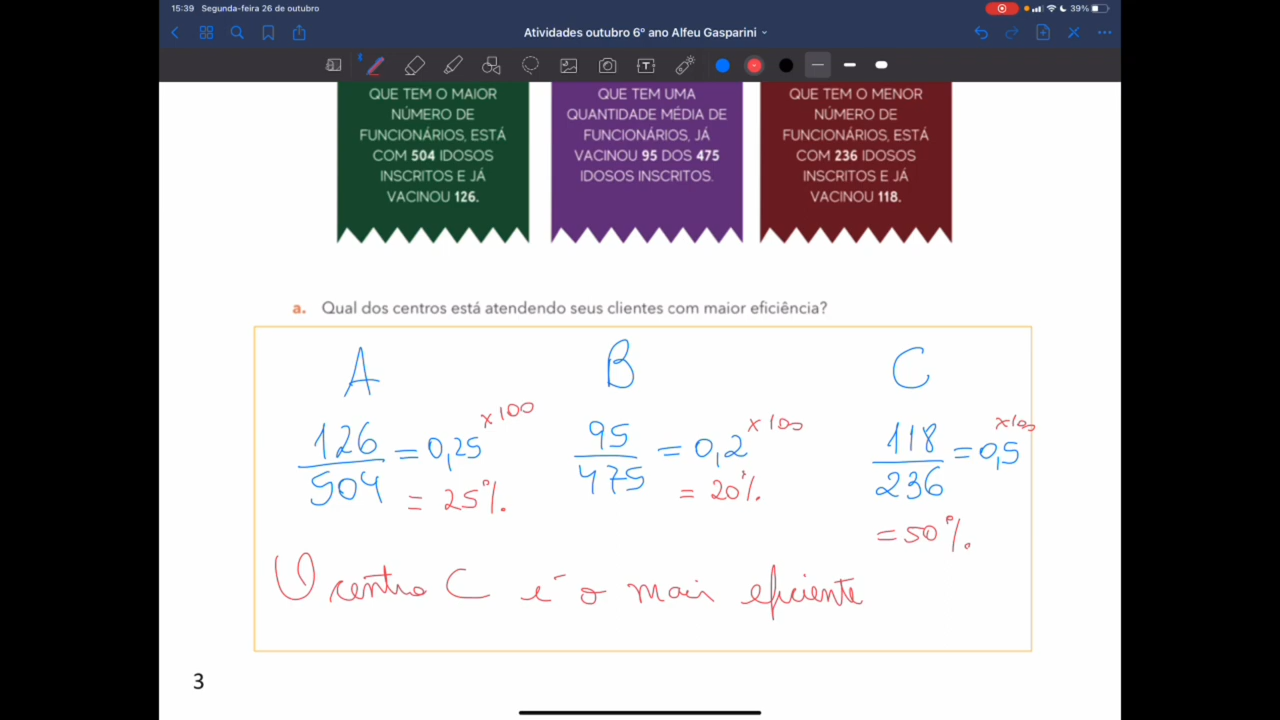 15:39 Segunda-feira 26 de outubro
39%
Atividades outubro 6º ano Alfeu Gasparini
QUE TEM O MAIOR
NÚMERO DE
FUNCIONÁRIOS, ESTÁ
COM 504 IDOSOS
INSCRITOS E JÁ
VACINOU 126.
QUE TEM UMA
QUANTIDADE MÉDIA DE
FUNCIONÁRIOS, JÁ
VACINOU 95 DOS 475
IDOSOS INSCRITOS.
QUE TEM O MENOR
NÚMERO DE
FUNCIONÁRIOS, ESTÁ
COM 236 IDOSOS
INSCRITOS E JÁ
VACINOU 118.
a. Qual dos centros está atendendo seus clientes com maior eficiência?
A
126/504 = 0,25 x100
= 25%
B
95/475 = 0,2 x100
= 20%
C
118/236 = 0,5 x100
= 50%
O centro C é o mais eficiente
3